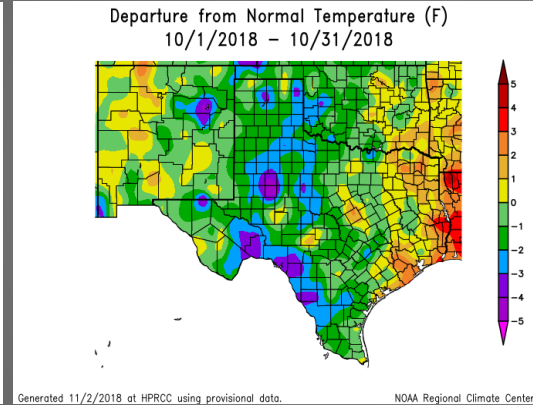 Departure from Normal Temperature (F)
10/1/2018 – 10/31/2018
5
4
3
2
1
0
−1
−2
−3
−4
−5
Generated 11/2/2018 at HPRCC using provisional data.
NOAA Regional Climate Center